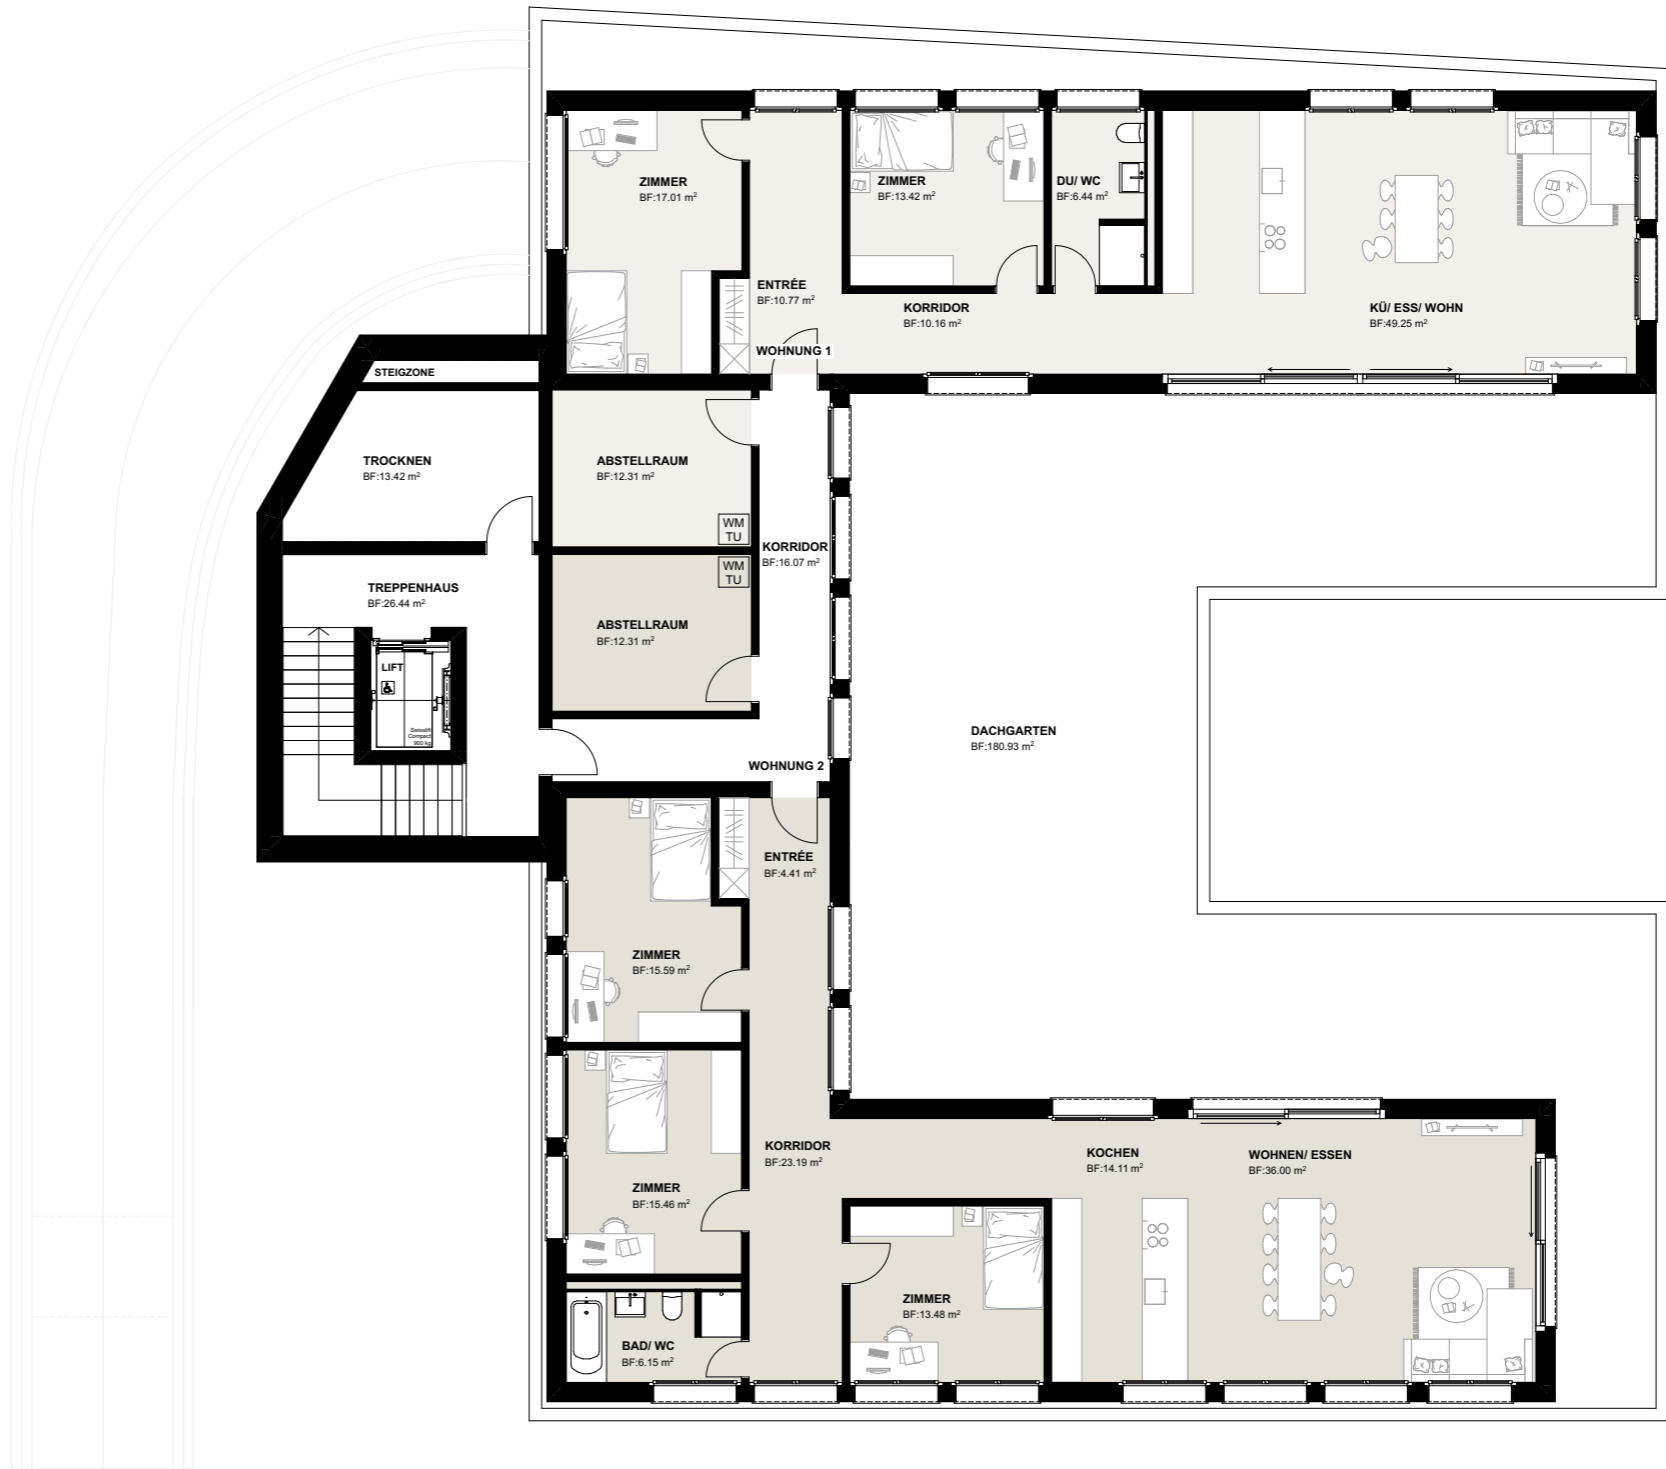 ZIMMER
BF:17.01 m²
ZIMMER
BF:13.42 m²
DU/ WC
BF:6.44 m²
ENTRÉE
BF:10.77 m²
KORRIDOR
BF:10.16 m²
KÜ/ ESS/ WOHN
BF:49.25 m²
WOHNUNG 1
STEIGZONE
TROCKNEN
BF:13.42 m²
ABSTELLRAUM
BF:12.31 m²
WM
TU
KORRIDOR
BF:16.07 m²
WM
TU
TREPPENHAUS
BF:26.44 m²
ABSTELLRAUM
BF:12.31 m²
LIFT
Swisslift
Compact
900 kg
DACHGARTEN
BF:180.93 m²
WOHNUNG 2
ENTRÉE
BF:4.41 m²
ZIMMER
BF:15.59 m²
KORRIDOR
BF:23.19 m²
KOCHEN
BF:14.11 m²
WOHNEN/ ESSEN
BF:36.00 m²
ZIMMER
BF:15.46 m²
ZIMMER
BF:13.48 m²
BAD/ WC
BF:6.15 m²